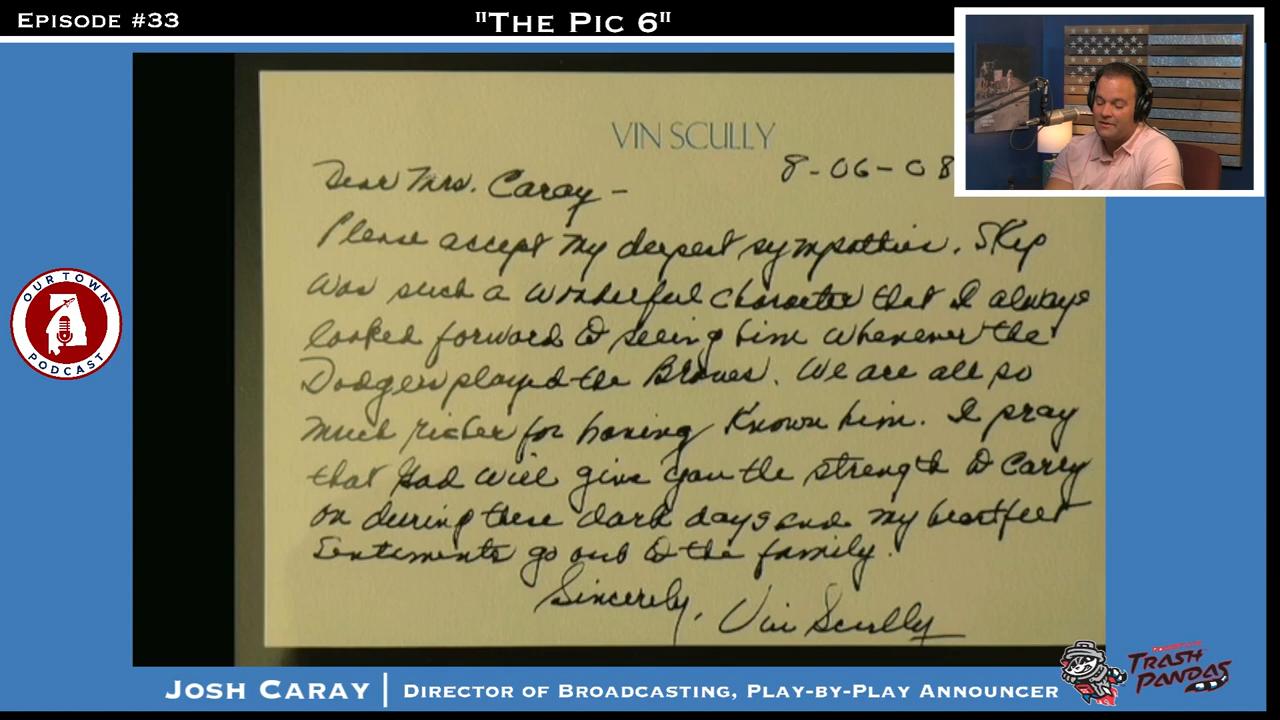 Episode #33
"The Pic 6"
VIN SCULLY
8-06-08
Dear Mrs. Caray –
Please accept my deepest sympathies. Skip
was such a wonderful character that I always
looked forward to seeing him whenever the
Dodgers played the Braves. We are all so
much richer for having known him. I pray
that God will give you the strength to carry
on during these dark days and my heartfelt
sentiments go out to the family.
Sincerely, Vin Scully
OUR TOWN
PODCAST
Josh Caray | Director of Broadcasting, Play-by-Play Announcer
TRASH
PANDAS